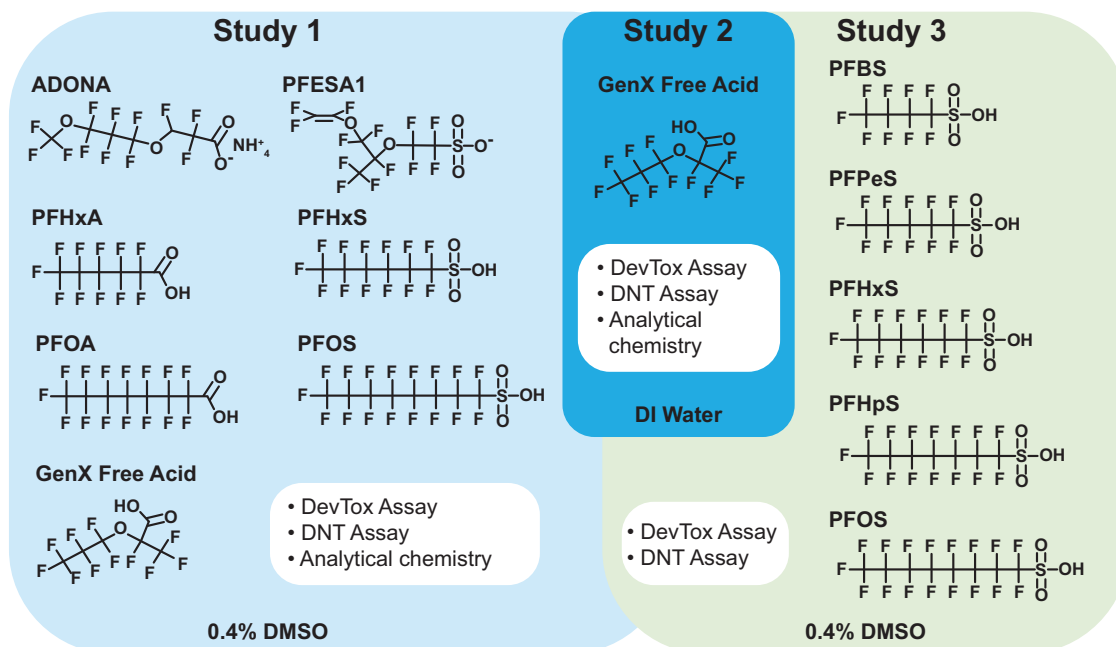 Study 1
ADONA
PFESA1
PFHxA
PFHxS
PFOA
PFOS
GenX Free Acid
• DevTox Assay
• DNT Assay
• Analytical chemistry
0.4% DMSO
Study 2
GenX Free Acid
• DevTox Assay
• DNT Assay
• Analytical
chemistry
DI Water
Study 3
PFBS
PFPeS
PFHxS
PFHpS
PFOS
• DevTox Assay
• DNT Assay
0.4% DMSO